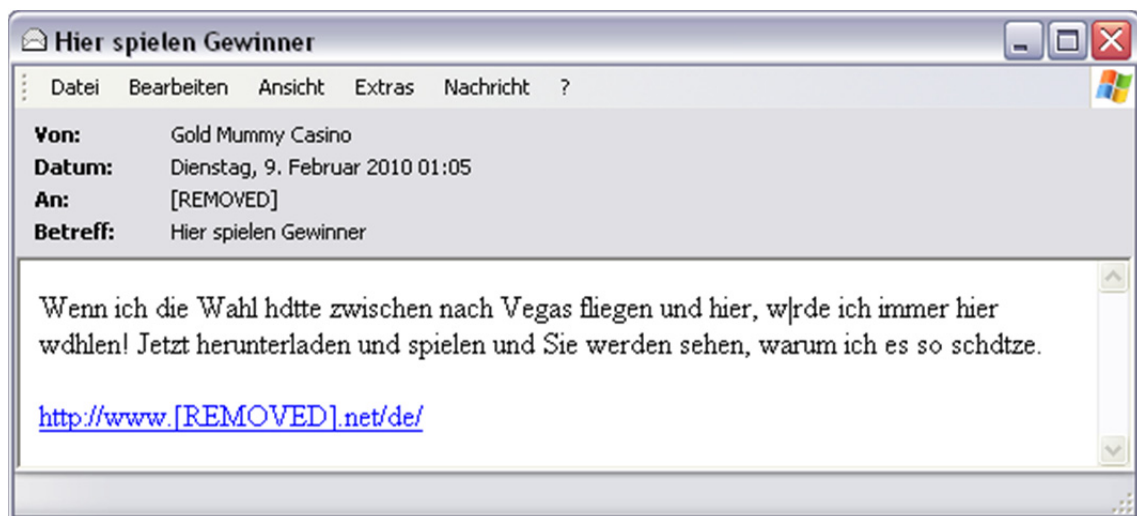 Hier spielen Gewinner
Datei Bearbeiten Ansicht Extras Nachricht ?
Von: Gold Mummy Casino
Datum: Dienstag, 9. Februar 2010 01:05
An: [REMOVED]
Betreff: Hier spielen Gewinner
Wenn ich die Wahl hdtte zwischen nach Vegas fliegen und hier, w|rde ich immer hier
wdhlen! Jetzt herunterladen und spielen und Sie werden sehen, warum ich es so schdtze.
http://www.[REMOVED].net/de/